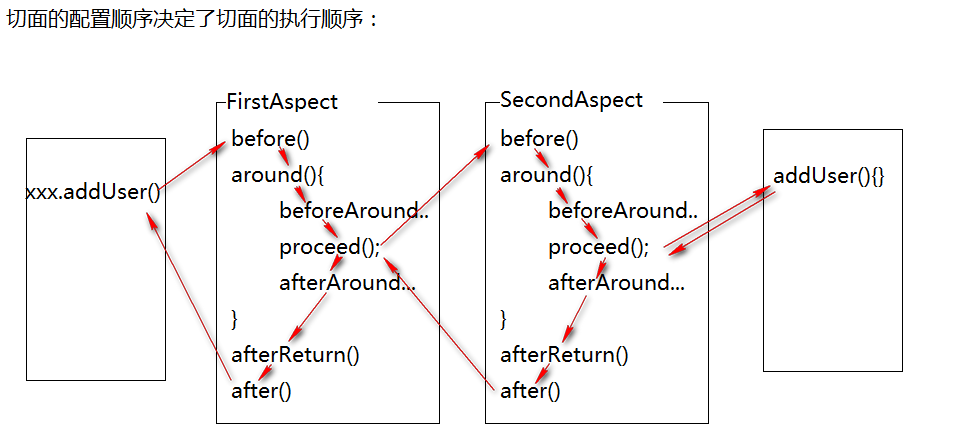 切面的配置顺序决定了切面的执行顺序：
xxx.addUser()
FirstAspect
before()
around(){
beforeAround..
proceed();
afterAround...
}
afterReturn()
after()
SecondAspect
before()
around(){
beforeAround..
proceed();
afterAround...
}
afterReturn()
after()
addUser(){}